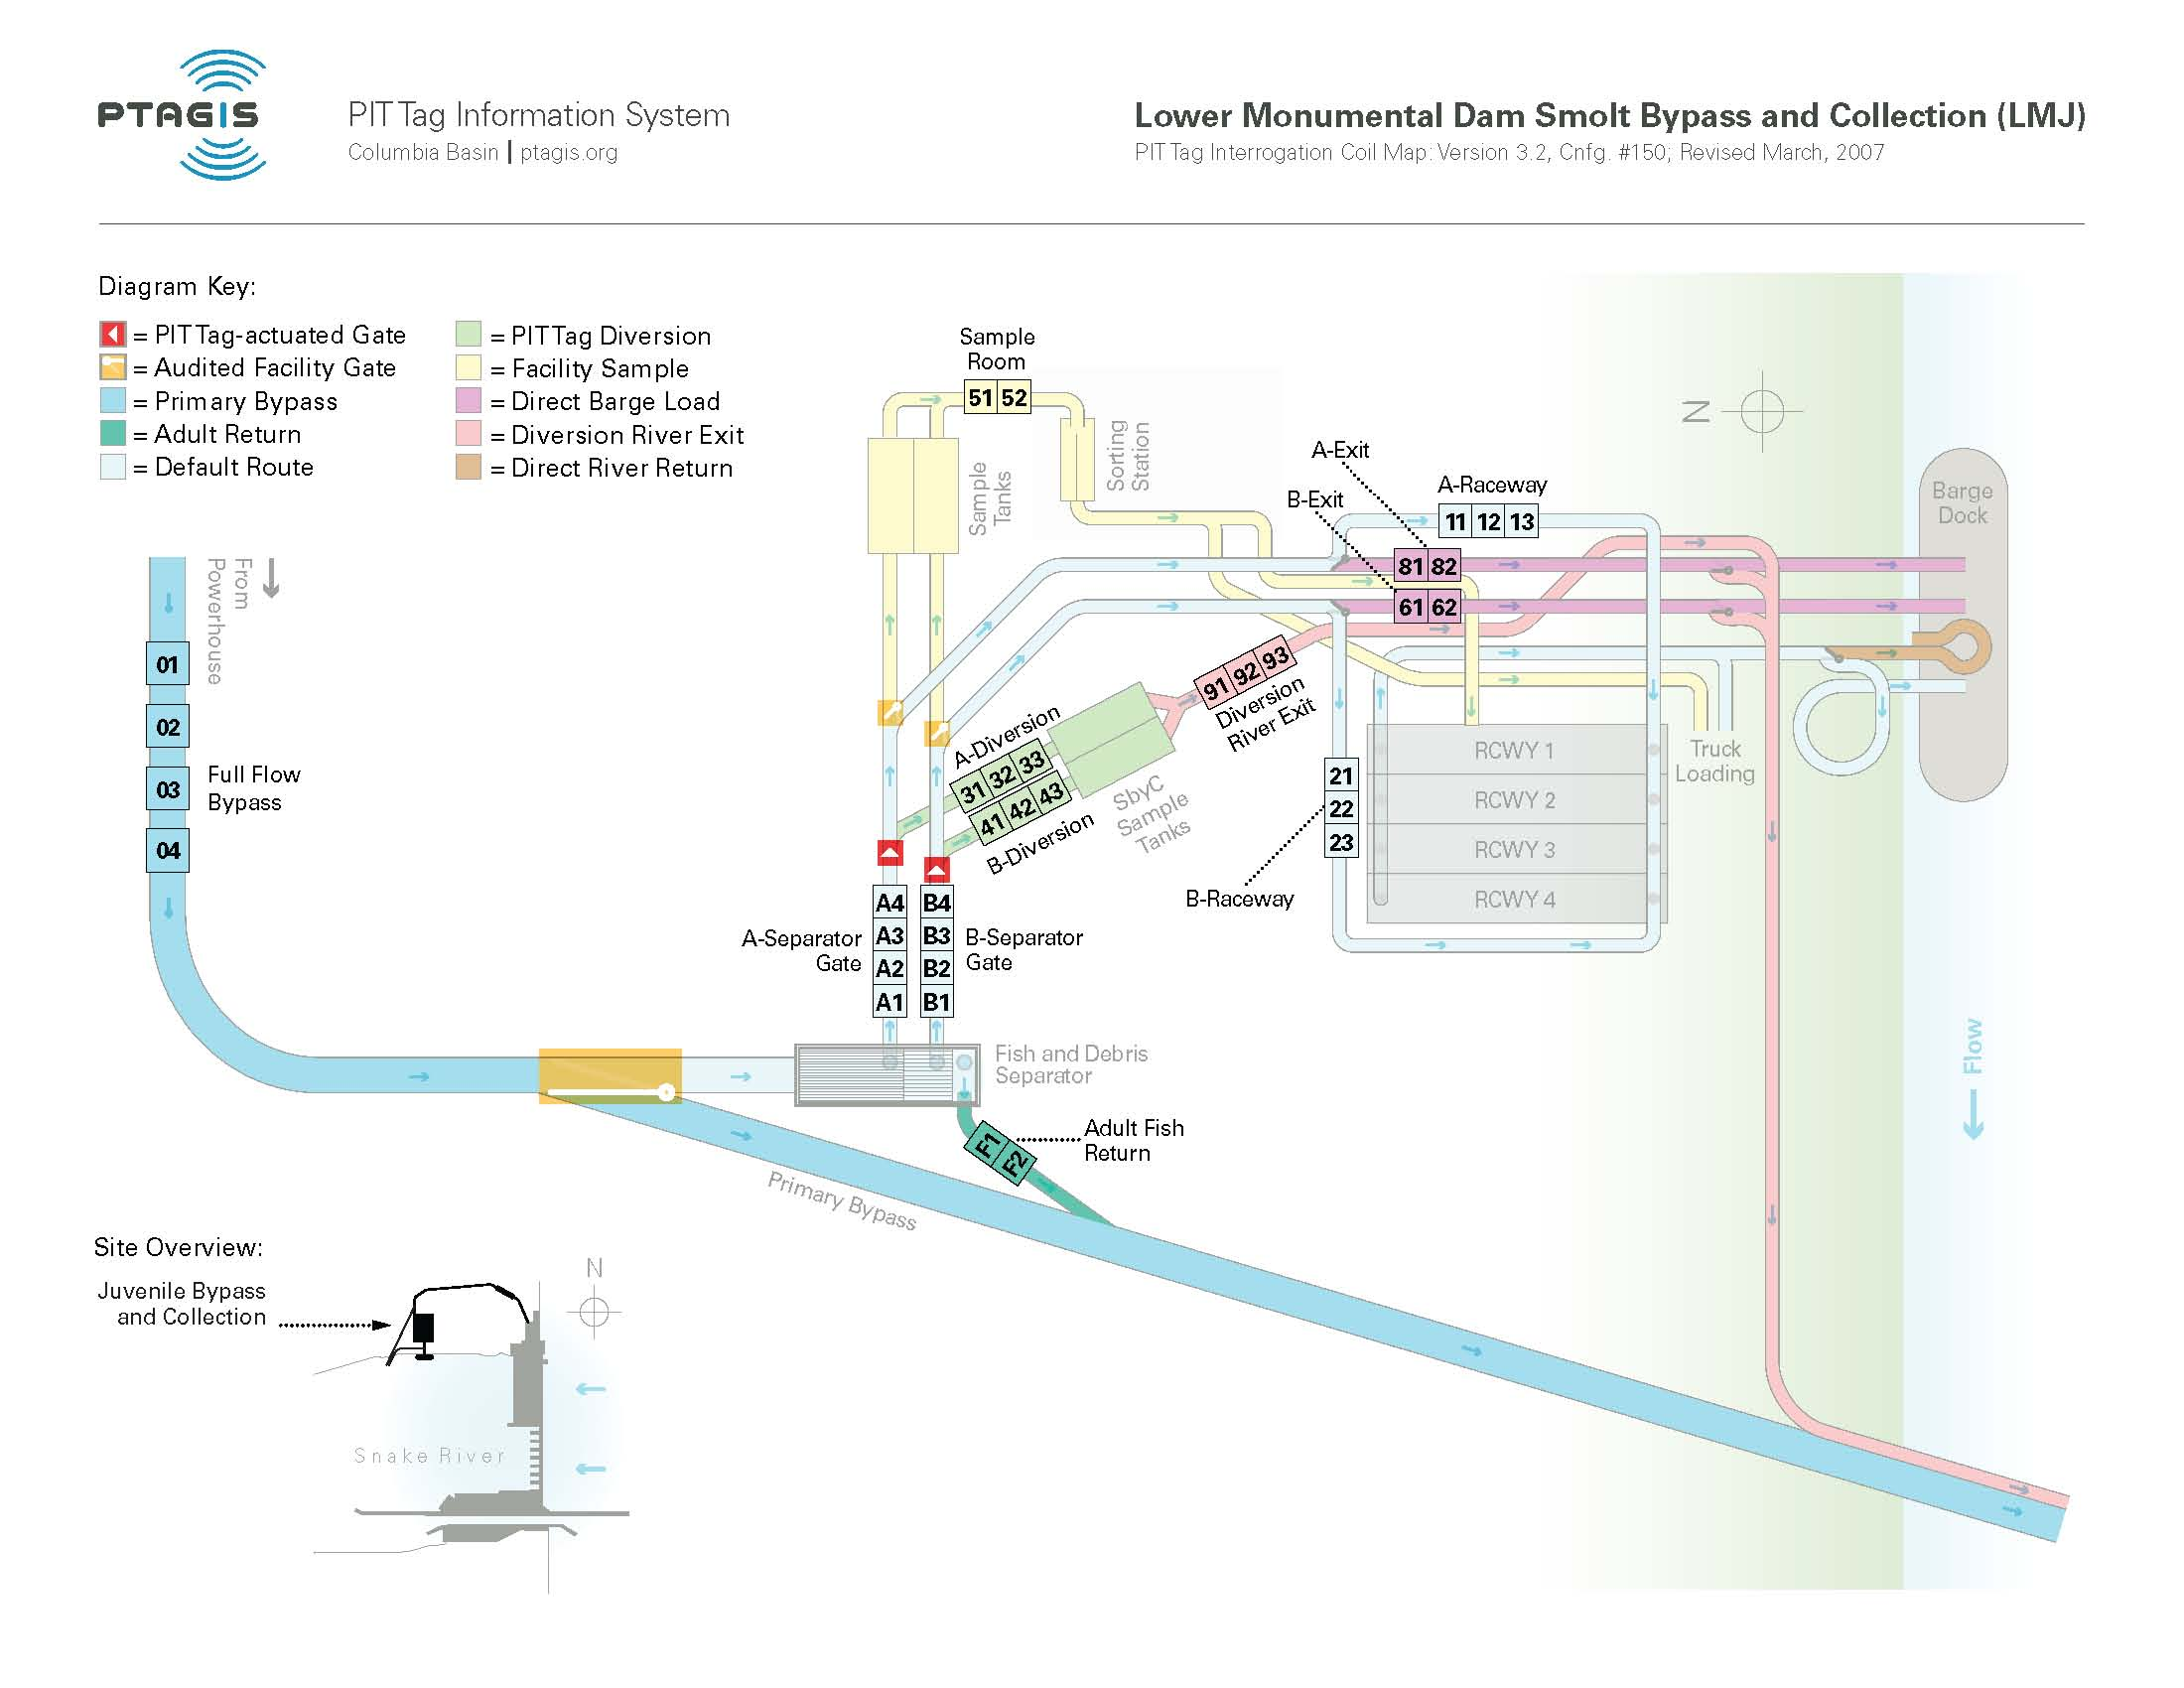 PTAGIS
PIT Tag Information System
Columbia Basin | ptagis.org
Lower Monumental Dam Smolt Bypass and Collection (LMJ)
PIT Tag Interrogation Coil Map: Version 3.2, Cnfg. #150; Revised March, 2007
Diagram Key:
= PIT Tag-actuated Gate
= Audited Facility Gate
= Primary Bypass
= Adult Return
= Default Route
= PIT Tag Diversion
= Facility Sample
= Direct Barge Load
= Diversion River Exit
= Direct River Return
Sample
Room
51 52
Sample
Tanks
Sorting
Station
N
A-Exit
B-Exit
A-Raceway
11 12 13
81 82
61 62
Barge
Dock
From
Powerhouse
01
02
03
04
Full Flow
Bypass
91 92 93
Diversion
River Exit
A-Diversion
31 32 33
41 42 43
B-Diversion
SbyC
Sample
Tanks
21
22
23
B-Raceway
RCWY 1
RCWY 2
RCWY 3
RCWY 4
Truck
Loading
A4
A3
A2
A1
A-Separator
Gate
B4
B3
B2
B1
B-Separator
Gate
Fish and Debris
Separator
F1
F2
Adult Fish
Return
Primary Bypass
Flow
Site Overview:
Juvenile Bypass
and Collection
N
Snake River